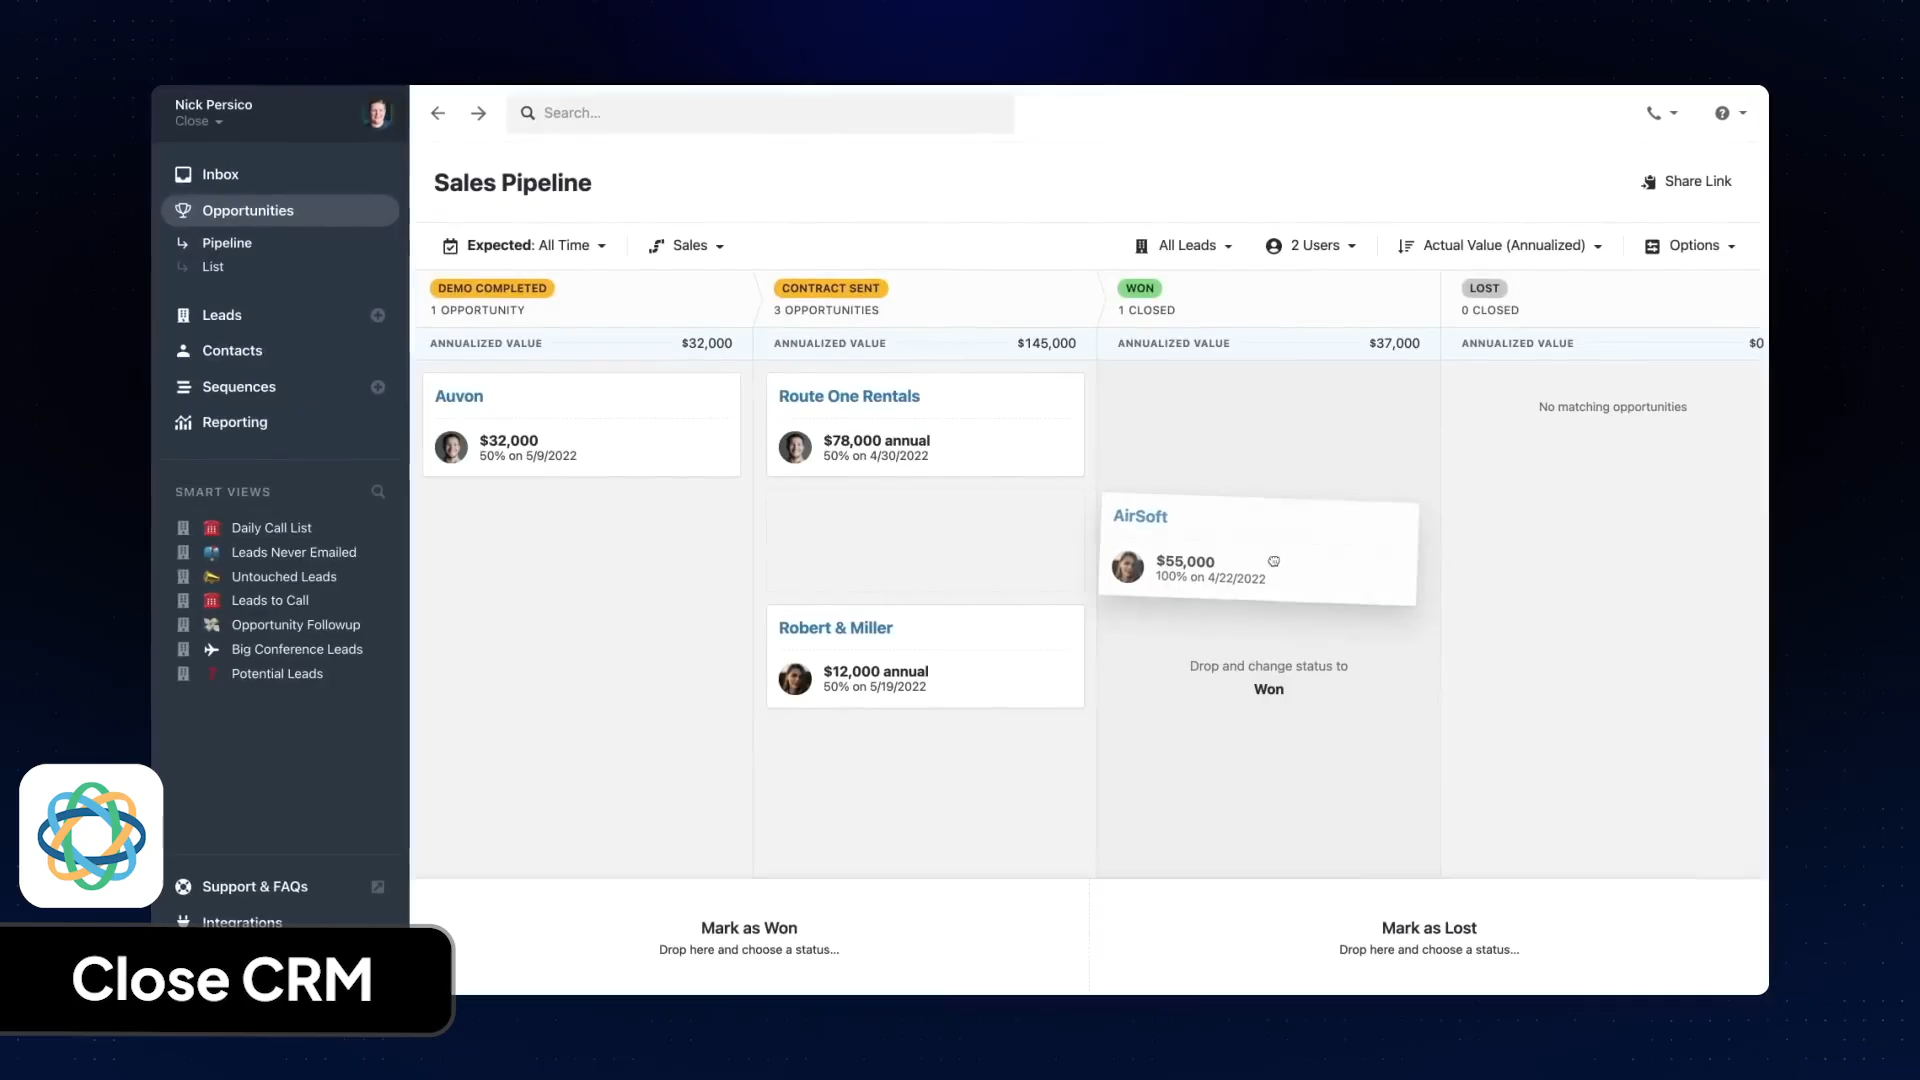 Nick Persico
Close
Search...
Inbox
Opportunities
Pipeline
List
Leads
Contacts
Sequences
Reporting
SMART VIEWS
Daily Call List
Leads Never Emailed
Untouched Leads
Leads to Call
Opportunity Followup
Big Conference Leads
Potential Leads
Support & FAQs
Integrations
Sales Pipeline
Share Link
Expected: All Time
Sales
All Leads
2 Users
Actual Value (Annualized)
Options
DEMO COMPLETED
1 OPPORTUNITY
ANNUALIZED VALUE $32,000
Auvon
$32,000
50% on 5/9/2022
CONTRACT SENT
3 OPPORTUNITIES
ANNUALIZED VALUE $145,000
Route One Rentals
$78,000 annual
50% on 4/30/2022
Robert & Miller
$12,000 annual
50% on 5/19/2022
WON
1 CLOSED
ANNUALIZED VALUE $37,000
AirSoft
$55,000
100% on 4/22/2022
Drop and change status to
Won
LOST
0 CLOSED
ANNUALIZED VALUE $0
No matching opportunities
Mark as Won
Drop here and choose a status...
Mark as Lost
Drop here and choose a status...
Close CRM